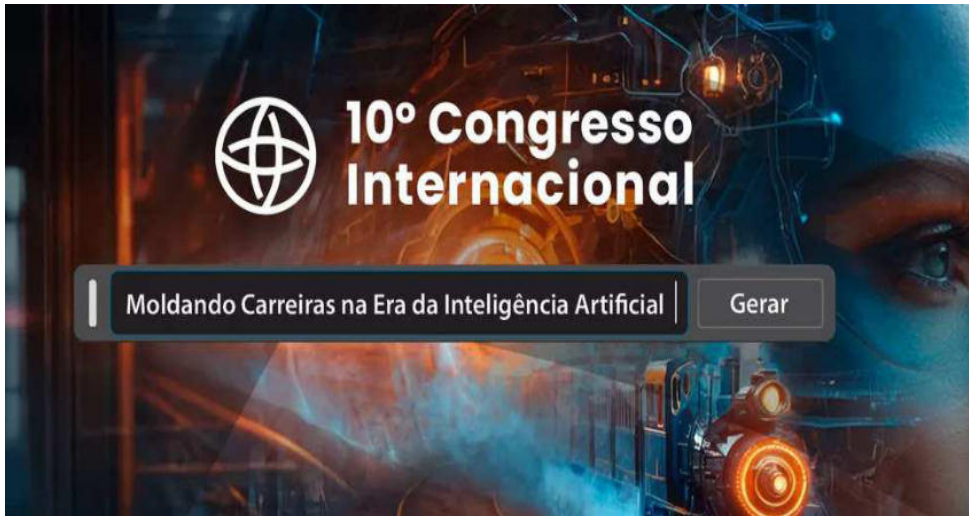 10º Congresso
Internacional
Moldando Carreiras na Era da Inteligência Artificial
Gerar